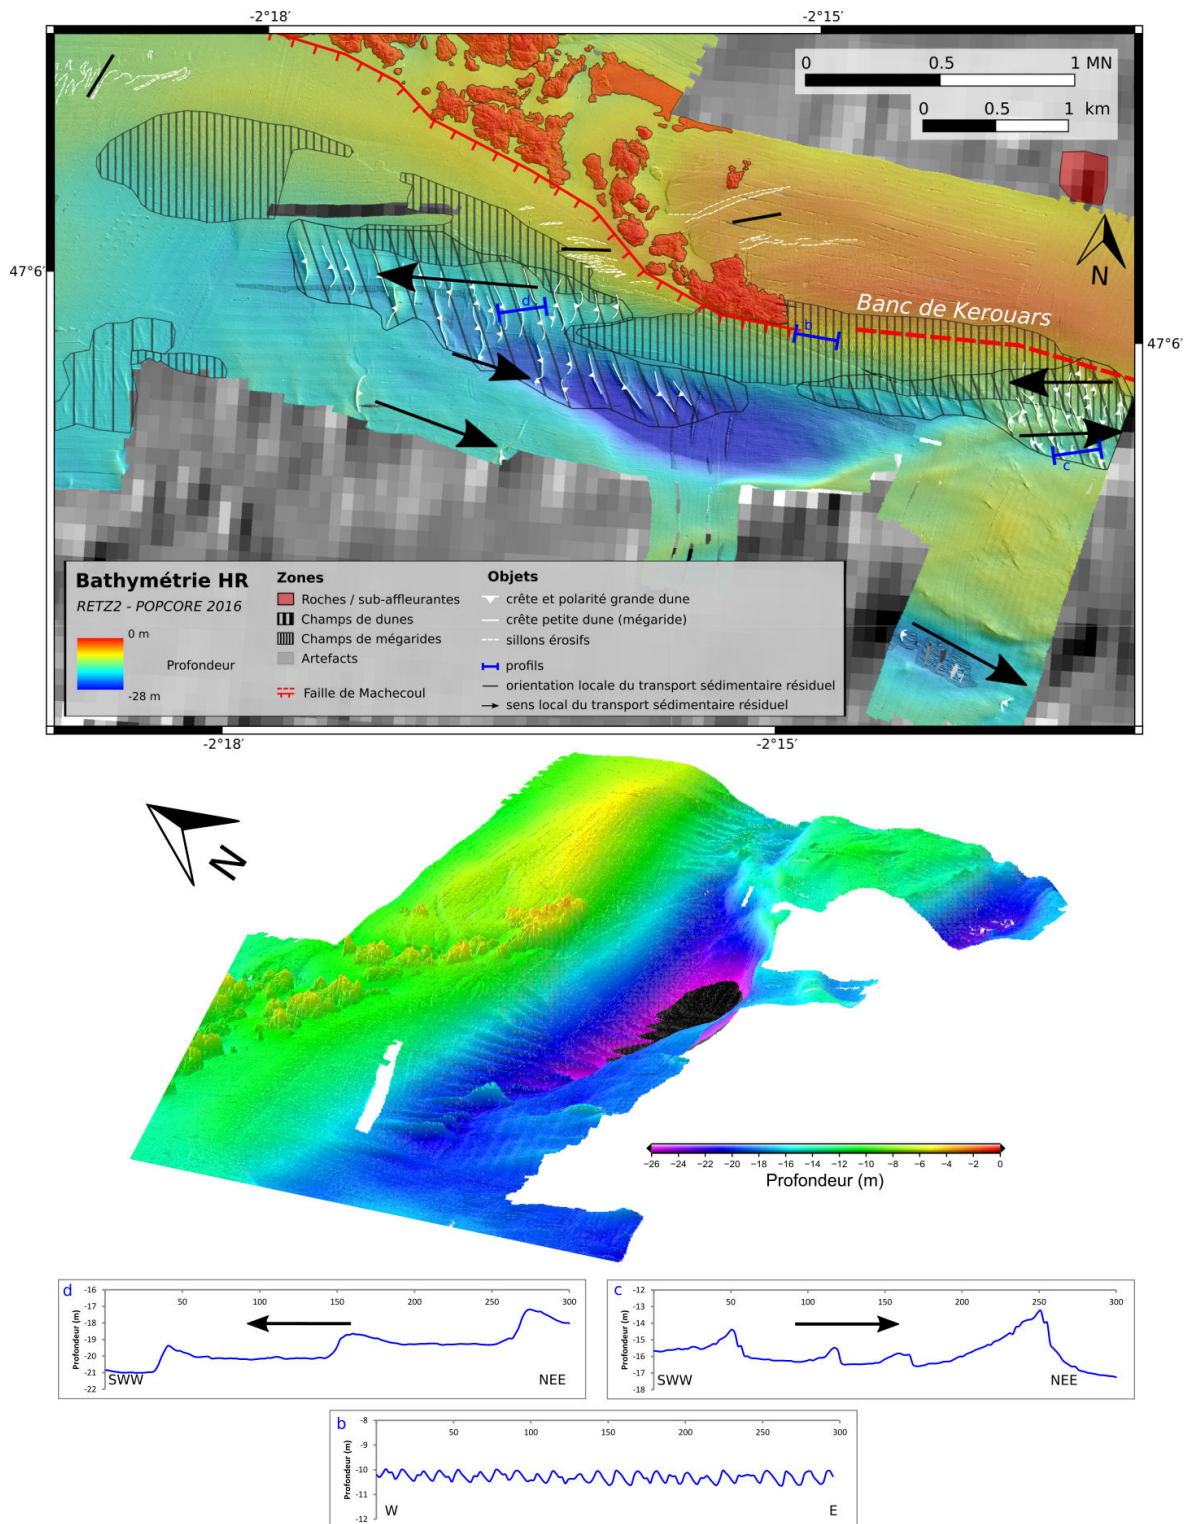 -2°18′
-2°15′
0 0.5 1 MN
0 0.5 1
km
N
47°6′
47°6′
Banc de Kerouars
d
b
c
Bathymétrie HR
RETZ2 - POPCORE 2016
0 m
Profondeur
-28 m
Zones
Roches / sub-affleurantes
Champs de dunes
Champs de mégarides
Artefacts
Faille de Machecoul
Objets
crête et polarité grande dune
crête petite dune (mégaride)
sillons érosifs
profils
orientation locale du transport sédimentaire résiduel
sens local du transport sédimentaire résiduel
-2°18′
-2°15′
N
−26 −24 −22 −20 −18 −16 −14 −12 −10 −8 −6 −4 −2 0
Profondeur (m)
d
Profondeur (m)
-16
-17
-18
-19
-20
-21
-22
50 100 150 200 250 300
SWW
NEE
c
Profondeur (m)
-12
-13
-14
-15
-16
-17
-18
50 100 150 200 250 300
SWW
NEE
b
Profondeur (m)
-8
-9
-10
-11
-12
50 100 150 200 250 300
W
E